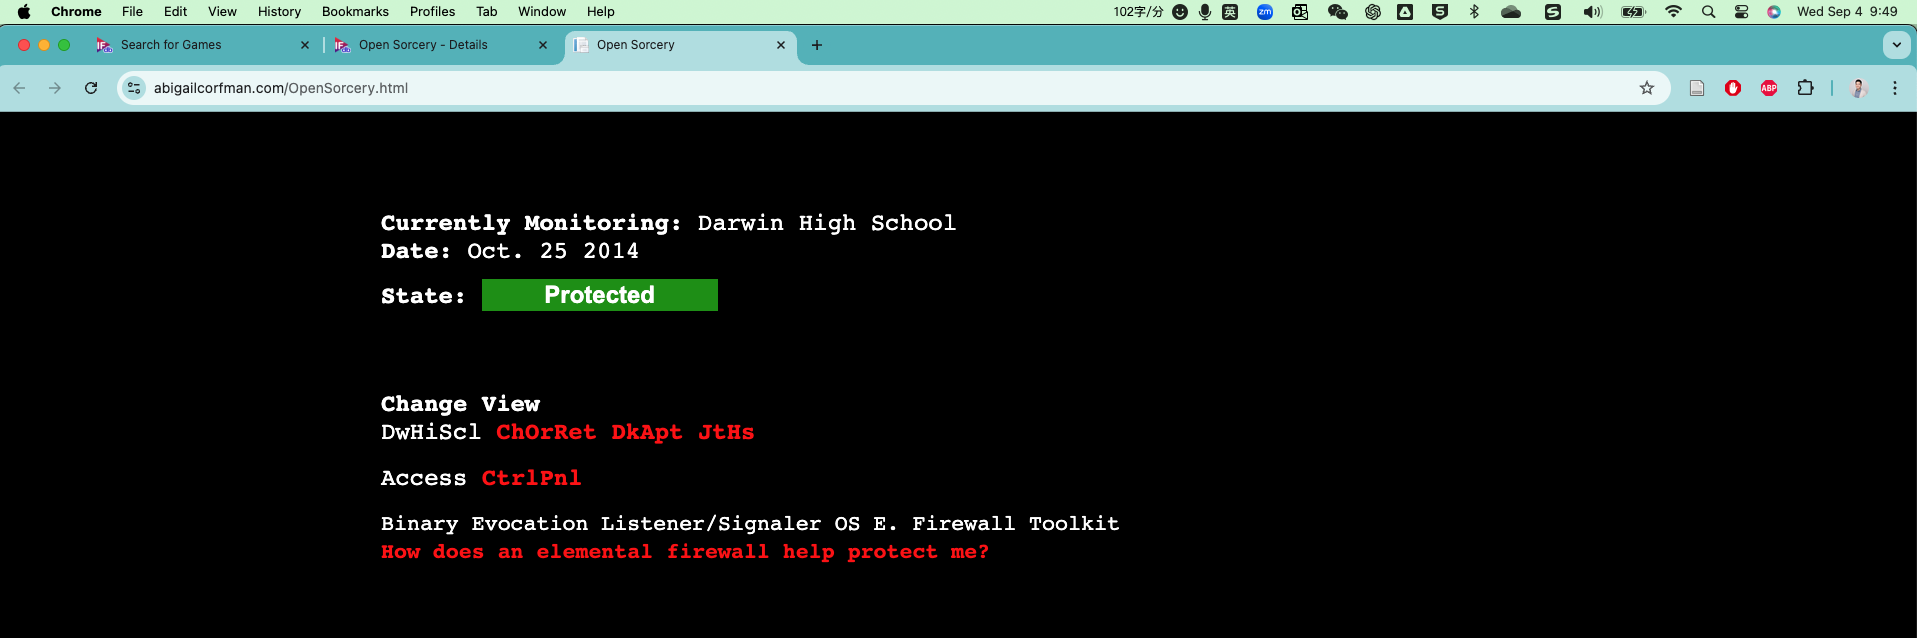 Chrome File Edit View History Bookmarks Profiles Tab Window Help 102字/分 英 zm Wed Sep 4 9:49
Search for Games Open Sorcery - Details Open Sorcery
abigailcorfman.com/OpenSorcery.html ABP
Currently Monitoring: Darwin High School
Date: Oct. 25 2014
State: Protected
Change View
DwHiScl ChOrRet DkApt JtHs
Access CtrlPnl
Binary Evocation Listener/Signaler OS E. Firewall Toolkit
How does an elemental firewall help protect me?